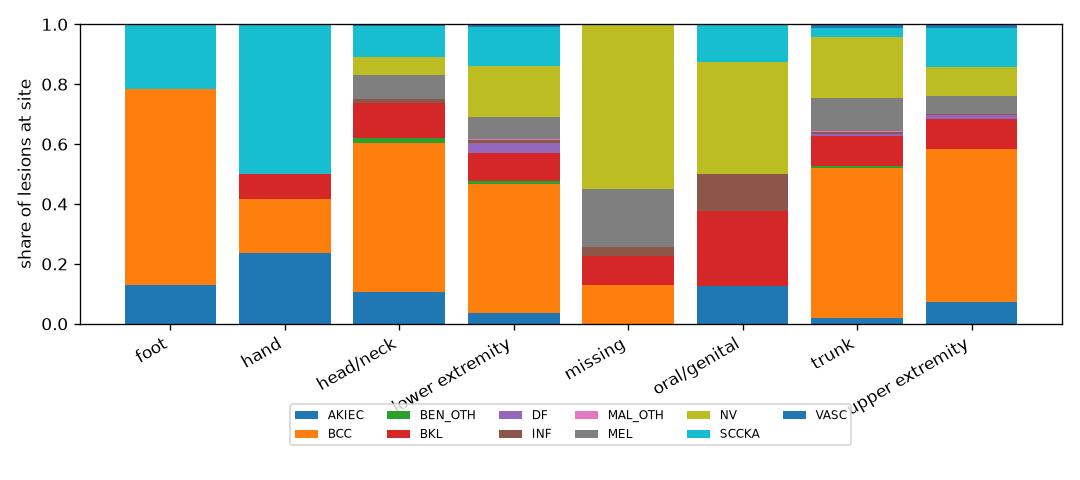 share of lesions at site
1.0
0.8
0.6
0.4
0.2
0.0
foot
hand
head/neck
lower extremity
missing
oral/genital
trunk
upper extremity
AKIEC BEN_OTH DF MAL_OTH NV VASC
BCC BKL INF MEL SCCKA